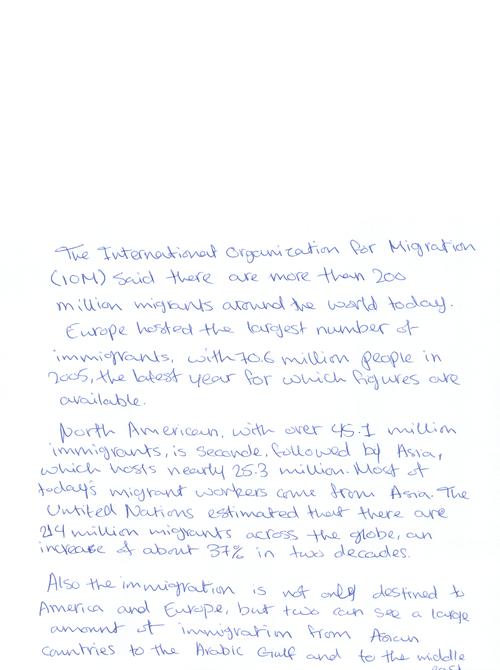 The International Organization for Migration
(IOM) said there are more than 200
million migrants around the world today.
Europe hosted the largest number of
immigrants, with 70.6 million people in
2005, the latest year for which figures are
available.
North American, with over 45.1 million
immigrants, is seconde, followed by Asia,
which hosts nearly 25.3 million. Most of
today's migrant workers come from Asia. The
Untited Nations estimated that there are
214 million migrants across the globe, an
increase of about 37% in two decades.
Also the immigration is not only destined to
America and Europe, but two can see a large
amount of immigration from Asian
countries to the Arabic Gulf and to the middle
east